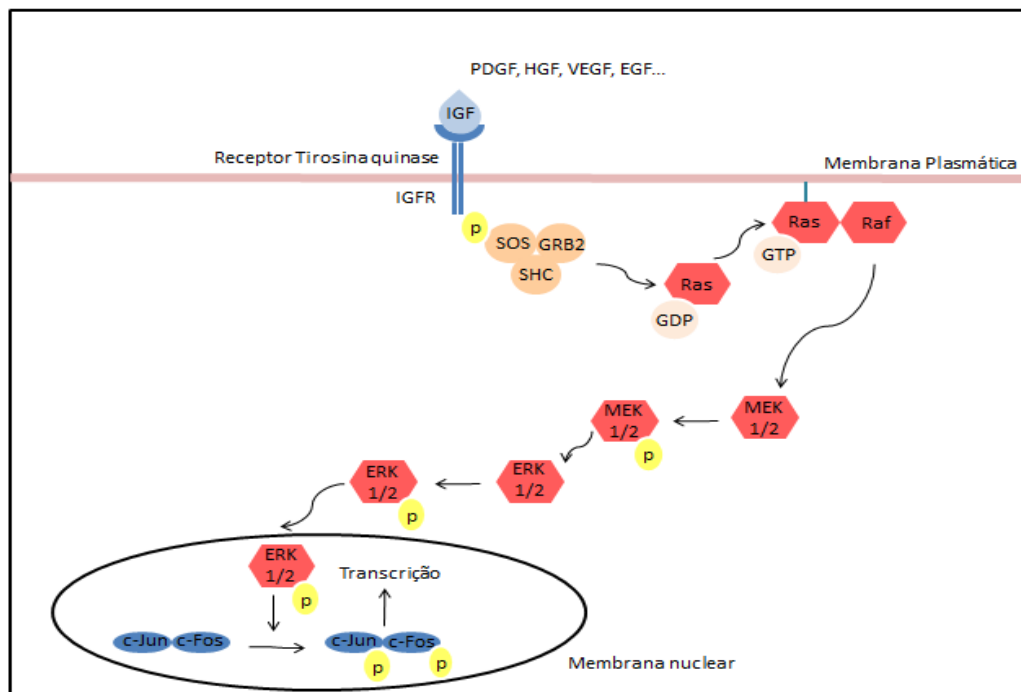 PDGF, HGF, VEGF, EGF...
IGF
Receptor Tirosina quinase
Membrana Plasmática
IGFR
p
SOS
GRB2
SHC
Ras
GDP
Ras
Raf
GTP
MEK
1/2
MEK
1/2
p
ERK
1/2
ERK
1/2
p
ERK
1/2
p
Transcrição
c-Jun
c-Fos
c-Jun
c-Fos
p
p
Membrana nuclear